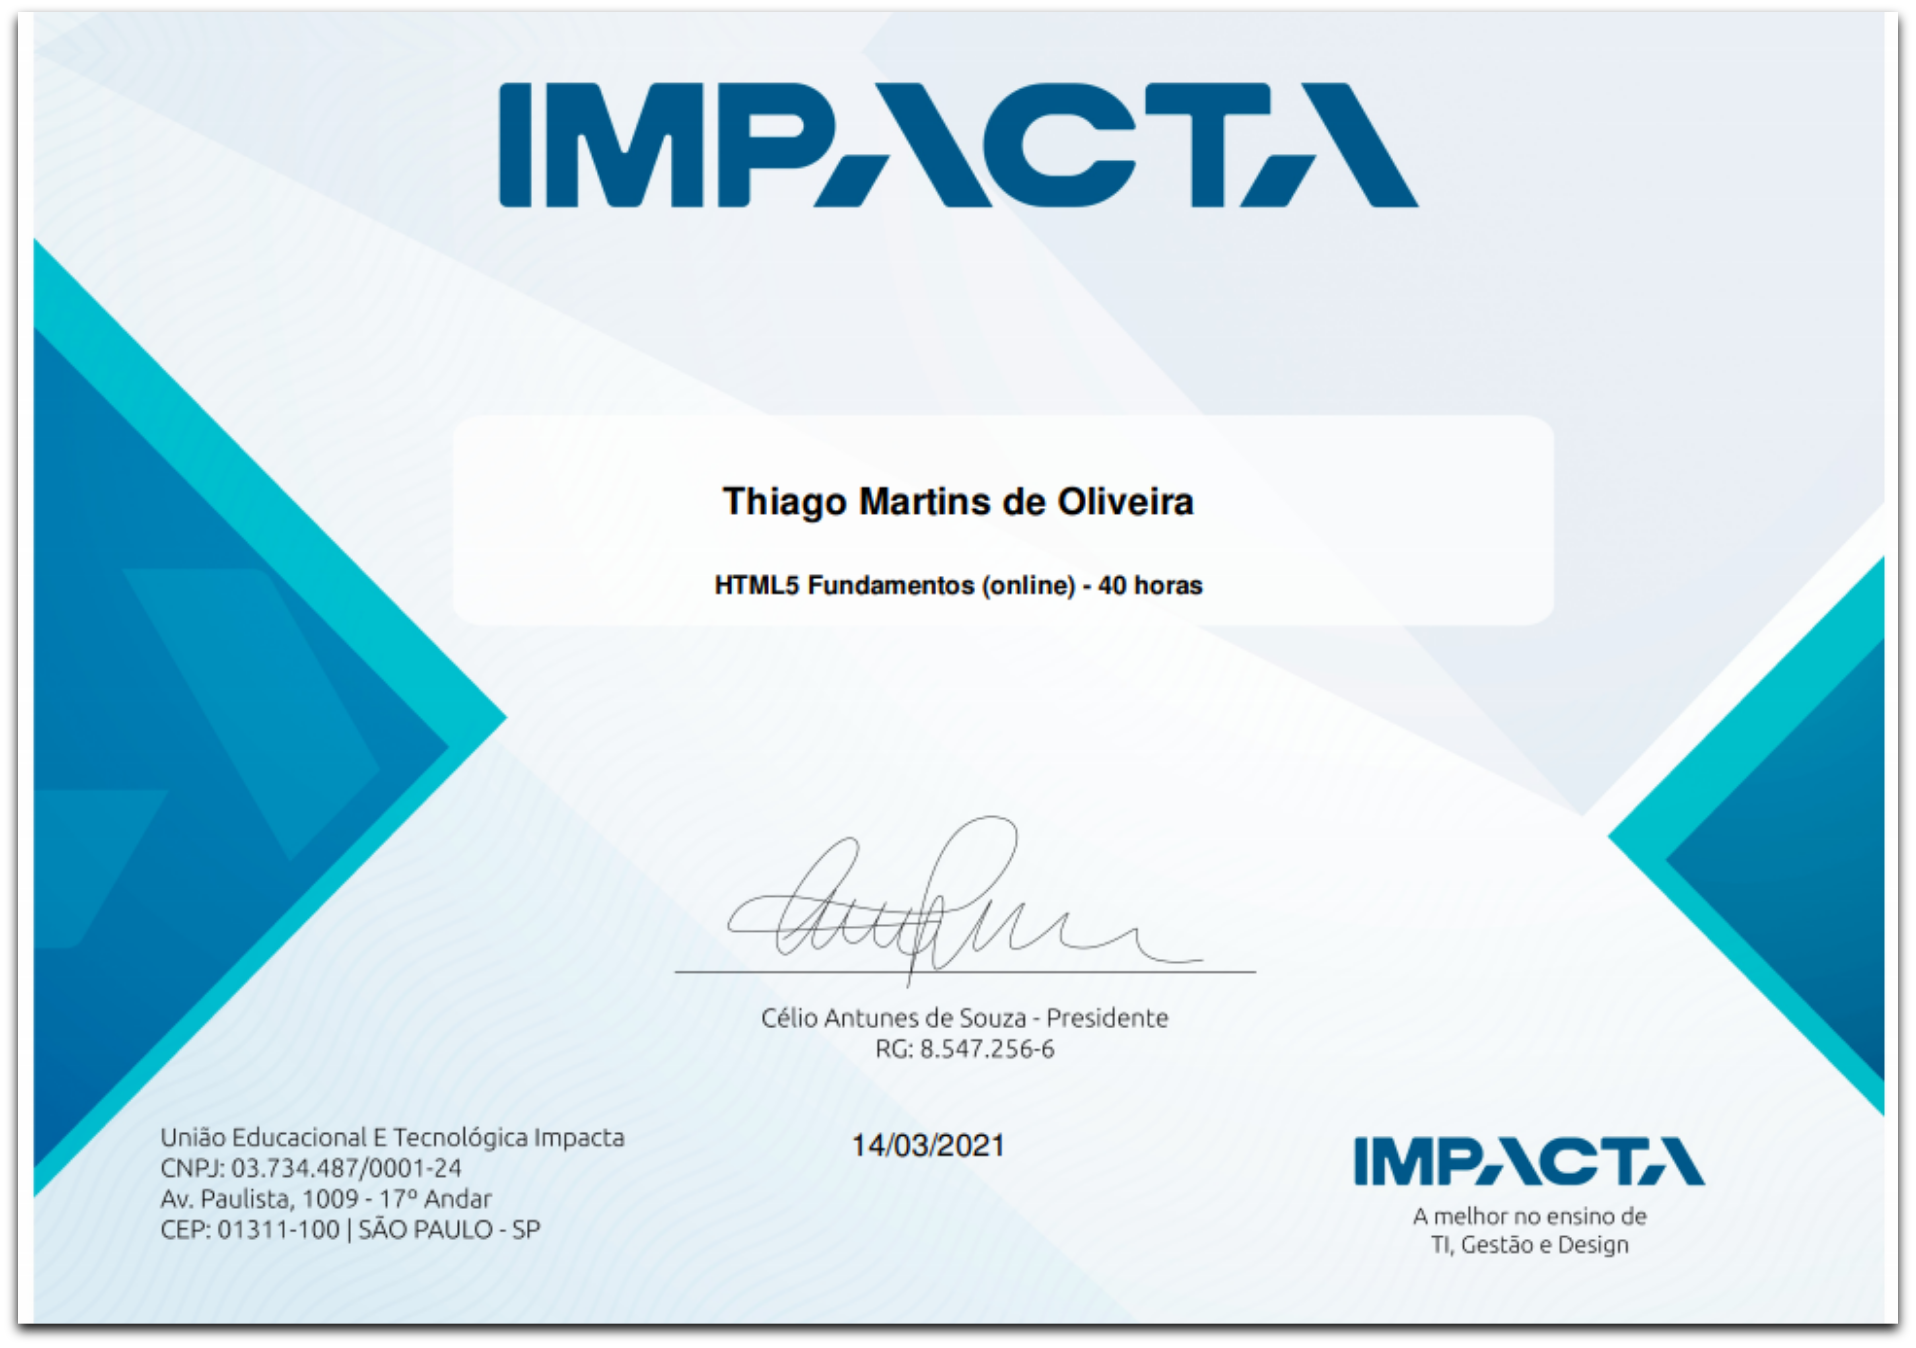 IMPACTA
Thiago Martins de Oliveira
HTML5 Fundamentos (online) - 40 horas
Célio Antunes de Souza - Presidente
RG: 8.547.256-6
União Educacional E Tecnológica Impacta
CNPJ: 03.734.487/0001-24
Av. Paulista, 1009 - 17º Andar
CEP: 01311-100 | SÃO PAULO - SP
14/03/2021
IMPACTA
A melhor no ensino de
TI, Gestão e Design